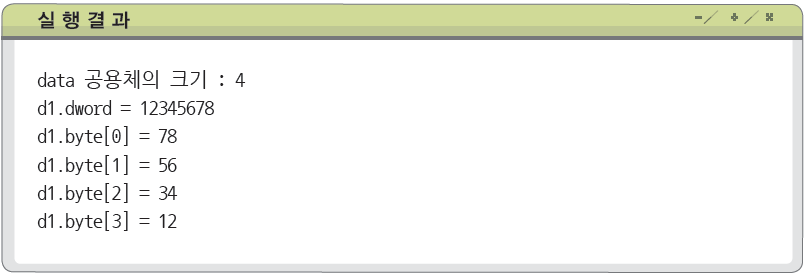 실행결과
data 공용체의 크기 : 4
d1.dword = 12345678
d1.byte[0] = 78
d1.byte[1] = 56
d1.byte[2] = 34
d1.byte[3] = 12